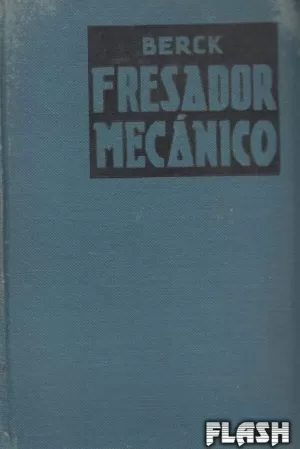 BERCK
FRESADOR
MECÁNICO
FLASH